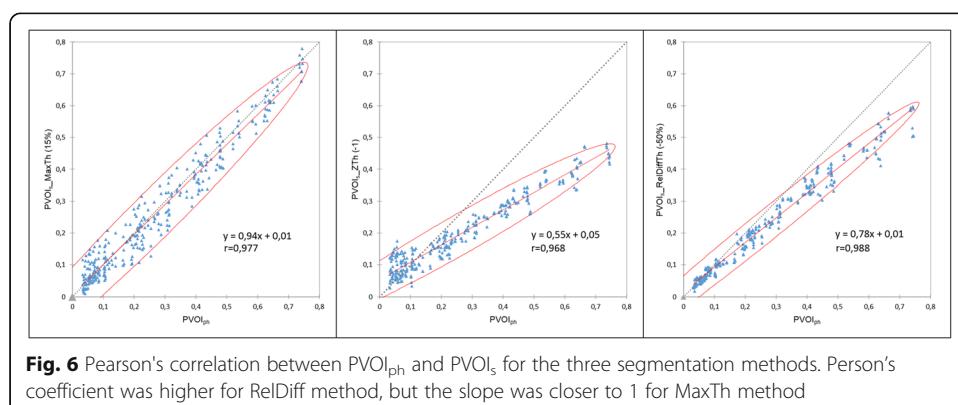 0,8
0,7
0,6
0,5
0,4
0,3
0,2
0,1
0
PVOIs_MaxTh (15%)
y = 0,94x + 0,01
r=0,977
0 0,1 0,2 0,3 0,4 0,5 0,6 0,7 0,8
PVOIph
0,8
0,7
0,6
0,5
0,4
0,3
0,2
0,1
0,0
PVOIs_ZTh (-1)
y = 0,55x + 0,05
r=0,968
0 0,1 0,2 0,3 0,4 0,5 0,6 0,7 0,8
PVOIph
0,8
0,7
0,6
0,5
0,4
0,3
0,2
0,1
0
PVOIs_RelDiffTh (-60%)
y = 0,78x + 0,01
r=0,988
0 0,1 0,2 0,3 0,4 0,5 0,6 0,7 0,8
PVOIph
Fig. 6 Pearson's correlation between PVOIph and PVOIs for the three segmentation methods. Person's
coefficient was higher for RelDiff method, but the slope was closer to 1 for MaxTh method